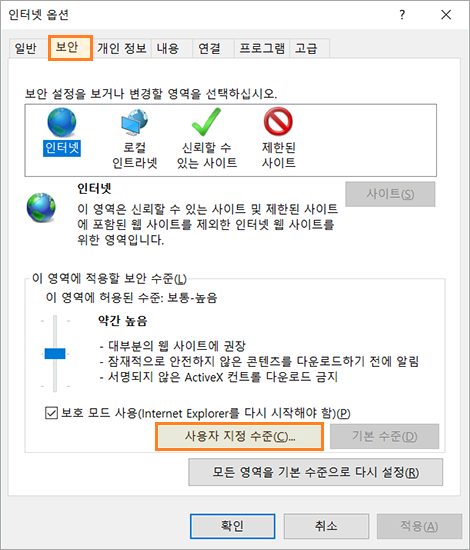 인터넷 옵션
일반 보안 개인 정보 내용 연결 프로그램 고급
보안 설정을 보거나 변경할 영역을 선택하십시오.
인터넷
로컬
인트라넷
신뢰할 수
있는 사이트
제한된
사이트
인터넷
사이트(S)
이 영역은 신뢰할 수 있는 사이트 및 제한된 사이트
에 포함된 웹 사이트를 제외한 인터넷 웹 사이트를
위한 영역입니다.
이 영역에 적용할 보안 수준(L)
이 영역에 허용된 수준: 보통-높음
약간 높음
- 대부분의 웹 사이트에 권장
- 잠재적으로 안전하지 않은 콘텐츠를 다운로드하기 전에 알림
- 서명되지 않은 ActiveX 컨트롤 다운로드 금지
보호 모드 사용(Internet Explorer를 다시 시작해야 함)(P)
사용자 지정 수준(C)... 기본 수준(D)
모든 영역을 기본 수준으로 다시 설정(R)
확인 취소 적용(A)